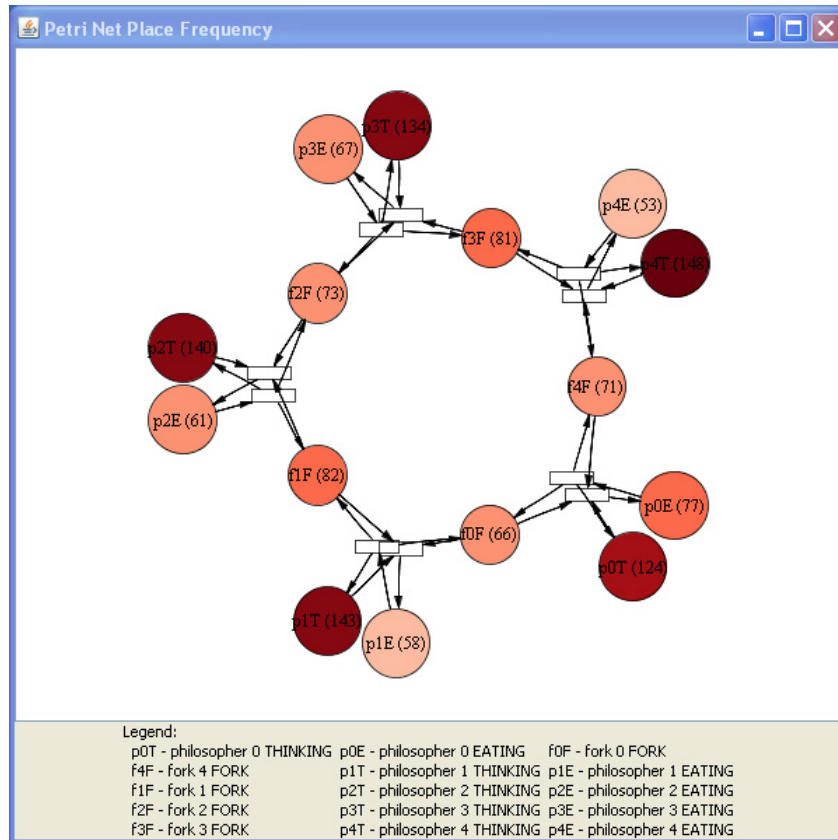 Petri Net Place Frequency
p3T (134)
p3E (67)
p4E (53)
f3F (81)
p4T (148)
f2F (73)
p2T (140)
f4F (71)
p2E (61)
f1F (82)
p0E (77)
f0F (66)
p0T (124)
p1T (143)
p1E (58)
Legend:
p0T - philosopher 0 THINKING p0E - philosopher 0 EATING f0F - fork 0 FORK
f4F - fork 4 FORK p1T - philosopher 1 THINKING p1E - philosopher 1 EATING
f1F - fork 1 FORK p2T - philosopher 2 THINKING p2E - philosopher 2 EATING
f2F - fork 2 FORK p3T - philosopher 3 THINKING p3E - philosopher 3 EATING
f3F - fork 3 FORK p4T - philosopher 4 THINKING p4E - philosopher 4 EATING